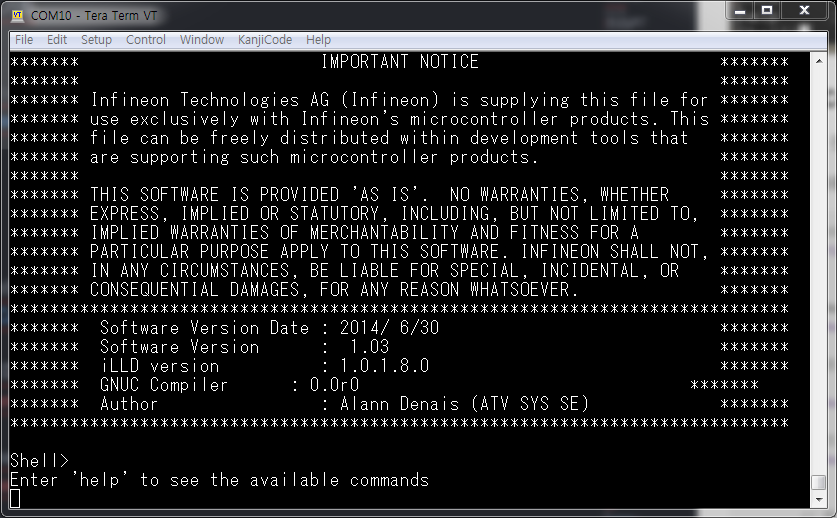 COM10 - Tera Term VT
File Edit Setup Control Window KanjiCode Help
******* IMPORTANT NOTICE *******
******* *******
******* Infineon Technologies AG (Infineon) is supplying this file for *******
******* use exclusively with Infineon's microcontroller products. This *******
******* file can be freely distributed within development tools that *******
******* are supporting such microcontroller products. *******
******* *******
******* THIS SOFTWARE IS PROVIDED 'AS IS'.  NO WARRANTIES, WHETHER *******
******* EXPRESS, IMPLIED OR STATUTORY, INCLUDING, BUT NOT LIMITED TO, *******
******* IMPLIED WARRANTIES OF MERCHANTABILITY AND FITNESS FOR A *******
******* PARTICULAR PURPOSE APPLY TO THIS SOFTWARE. INFINEON SHALL NOT, *******
******* IN ANY CIRCUMSTANCES, BE LIABLE FOR SPECIAL, INCIDENTAL, OR *******
******* CONSEQUENTIAL DAMAGES, FOR ANY REASON WHATSOEVER. *******
******************************************************************************
******* Software Version Date : 2014/ 6/30 *******
******* Software Version : 1.03 *******
******* iLLD version : 1.0.1.8.0 *******
******* GNUC Compiler : 0.0r0 *******
******* Author : Alann Denais (ATV SYS SE) *******
******************************************************************************
Shell>
Enter 'help' to see the available commands